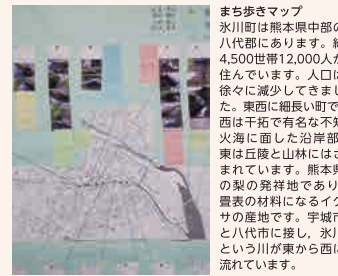 まち歩きマップ
氷川町は熊本県中部の
八代郡にあります。約
4,500世帯12,000人が
住んでいます。人口は
徐々に減少してきまし
た。東西に細長い町で、
西は干拓で有名な不知
火海に面した沿岸部、
東は丘陵と山林にはさ
まれています。熊本県
の梨の発祥地であり、
畳表の材料になるイグ
サの産地です。宇城市
と八代市に接し，氷川
という川が東から西に
流れています。